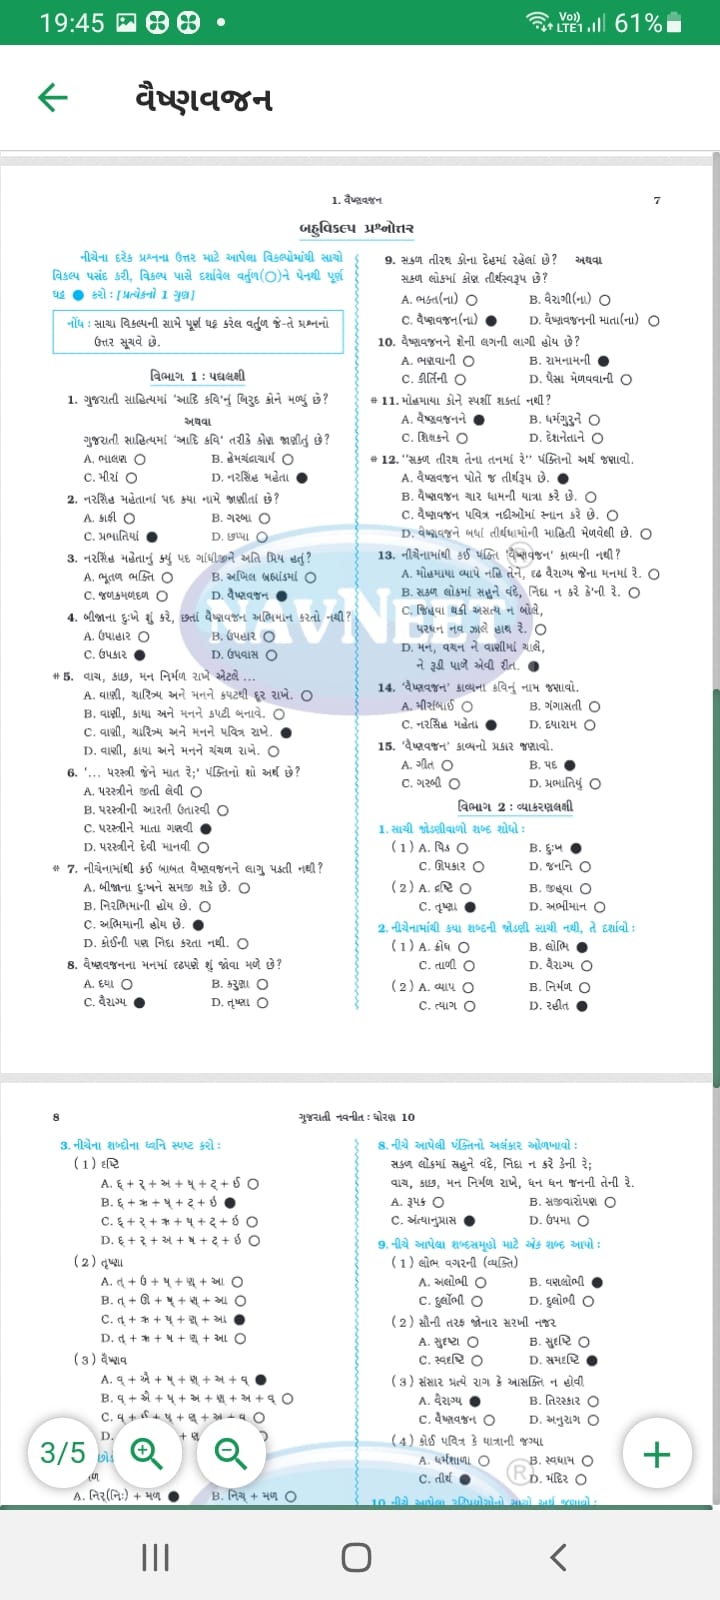 19:45
Vo)) LTE1 61%
વૈષ્ણવજન
1. વૈષ્ણવજન 7
બહુવિકલ્પ પ્રશ્નોત્તર
નીચેના દરેક પ્રશ્નના ઉત્તર માટે આપેલા વિકલ્પોમાંથી સાચો
વિકલ્પ પસંદ કરી, વિકલ્પ પાસે દર્શાવેલ વર્તુળ(○)ને પેનથી પૂર્ણ
ઘટ્ટ ● કરો : [પ્રત્યેકનો 1 ગુણ]
નોંધ : સાચા વિકલ્પની સામે પૂર્ણ ઘટ્ટ કરેલ વર્તુળ જે-તે પ્રશ્નનો
ઉત્તર સૂચવે છે.
વિભાગ 1 : પદ્યલક્ષી
1. ગુજરાતી સાહિત્યમાં ‘આદિ કવિ’નું બિરુદ કોને મળ્યું છે?
અથવા
ગુજરાતી સાહિત્યમાં ‘આદિ કવિ’ તરીકે કોણ જાણીતું છે?
A. ભાલણ ○ B. હેમચંદ્રાચાર્ય ○
C. મીરાં ○ D. નરસિંહ મહેતા ●
2. નરસિંહ મહેતાનાં પદ કયા નામે જાણીતાં છે?
A. કાફી ○ B. ગરબા ○
C. પ્રભાતિયાં ● D. છપ્પા ○
3. નરસિંહ મહેતાનું ક્યું પદ ગાંધીજીને અતિ પ્રિય હતું?
A. ભૂતળ ભક્તિ ○ B. અખિલ બ્રહ્માંડમાં ○
C. જળકમળદળ ○ D. વૈષ્ણવજન ●
4. બીજાના દુઃખે શું કરે, છતાં વૈષ્ણવજન અભિમાન કરતો નથી?
A. ઉપાહાર ○ B. ઉપહાર ○
C. ઉપકાર ● D. ઉપવાસ ○
* 5. વાચ, કાછ, મન નિર્મળ રાખે એટલે ...
A. વાણી, ચારિત્ર્ય અને મનને કપટથી દૂર રાખે. ○
B. વાણી, કાયા અને મનને કપટી બનાવે. ○
C. વાણી, ચારિત્ર્ય અને મનને પવિત્ર રાખે. ●
D. વાણી, કાયા અને મનને ચંચળ રાખે. ○
6. ‘... પરસ્ત્રી જેને માત રે;’ પંક્તિનો શો અર્થ છે?
A. પરસ્ત્રીને જીતી લેવી ○
B. પરસ્ત્રીની આરતી ઉતારવી ○
C. પરસ્ત્રીને માતા ગણવી ●
D. પરસ્ત્રીને દેવી માનવી ○
* 7. નીચેનામાંથી કઈ બાબત વૈષ્ણવજનને લાગુ પડતી નથી?
A. બીજાના દુઃખને સમજી શકે છે. ○
B. નિરભિમાની હોય છે. ○
C. અભિમાની હોય છે. ●
D. કોઈની પણ નિંદા કરતા નથી. ○
8. વૈષ્ણવજનના મનમાં દૃઢપણે શું જોવા મળે છે?
A. દયા ○ B. કરુણા ○
C. વૈરાગ્ય ● D. તૃષ્ણા ○
9. સકળ તીરથ કોના દેહમાં રહેલાં છે? અથવા
સકળ લોકમાં કોણ તીર્થસ્વરૂપ છે?
A. ભક્ત(ના) ○ B. વૈરાગી(ના) ○
C. વૈષ્ણવજન(ના) ● D. વૈષ્ણવજનની માતા(ના) ○
10. વૈષ્ણવજનને શેની લગની લાગી હોય છે?
A. ભણવાની ○ B. રામનામની ●
C. કીર્તિની ○ D. પૈસા મેળવવાની ○
* 11. મોહમાયા કોને સ્પર્શી શક્તાં નથી?
A. વૈષ્ણવજનને ● B. ધર્મગુરુને ○
C. શિક્ષકને ○ D. દેશનેતાને ○
* 12. “સકળ તીરથ તેના તનમાં રે” પંક્તિનો અર્થ જણાવો.
A. વૈષ્ણવજન પોતે જ તીર્થરૂપ છે. ●
B. વૈષ્ણવજન ચાર ધામની યાત્રા કરે છે. ○
C. વૈષ્ણવજન પવિત્ર નદીઓમાં સ્નાન કરે છે. ○
D. વૈષ્ણવજને બધાં તીર્થધામોની માહિતી મેળવેલી છે. ○
13. નીચેનામાંથી કઈ પંક્તિ ‘વૈષ્ણવજન’ કાવ્યની નથી?
A. મોહમાયા વ્યાપે નહિ તેને, દૃઢ વૈરાગ્ય જેના મનમાં રે. ○
B. સકળ લોકમાં સહુને વંદે, નિંદા ન કરે કે’ની રે. ○
C. જિહ્વા થકી અસત્ય ન બોલે,
પરધન નવ ઝાલે હાથ રે. ○
D. મન, વચન ને વાણીમાં ચાલે,
ને રૂડી પાળે એવી રીત. ●
14. ‘વૈષ્ણવજન’ કાવ્યના કવિનું નામ જણાવો.
A. મીરાંબાઈ ○ B. ગંગાસતી ○
C. નરસિંહ મહેતા ● D. દયારામ ○
15. ‘વૈષ્ણવજન’ કાવ્યનો પ્રકાર જણાવો.
A. ગીત ○ B. પદ ●
C. ગરબી ○ D. પ્રભાતિયું ○
વિભાગ 2 : વ્યાકરણલક્ષી
1. સાચી જોડણીવાળો શબ્દ શોધો :
(1) A. ધિક ○ B. દુઃખ ●
C. ઊપકાર ○ D. જનનિ ○
(2) A. દ્રષ્ટિ ○ B. જીહ્વા ○
C. તૃષ્ણા ● D. અભીમાન ○
2. નીચેનામાંથી કયા શબ્દની જોડણી સાચી નથી, તે દર્શાવો :
(1) A. ક્રોધ ○ B. લોભિ ●
C. તાળી ○ D. વૈરાગ્ય ○
(2) A. વ્યાપ ○ B. નિર્મળ ○
C. ત્યાગ ○ D. રહીત ●
NAVNEET
8 ગુજરાતી નવનીત : ધોરણ 10
3. નીચેના શબ્દોના ધ્વનિ સ્પષ્ટ કરો :
(1) દૃષ્ટિ
A. દ્ + ર્ + અ + ષ્ + ટ્ + ઈ ○
B. દ્ + ઋ + ષ્ + ટ્ + ઇ ●
C. દ્ + ર્ + ઋ + ષ્ + ટ્ + ઇ ○
D. દ્ + ર્ + અ + ષ + ટ્ + ઇ ○
(2) તૃષ્ણા
A. ત્ + ઉ + ષ્ + ણ્ + આ ○
B. ત્ + ઊ + ષ્ + ણ્ + આ ○
C. ત્ + ઋ + ષ્ + ણ્ + આ ●
D. ત્ + ઋ + ષ + ણ્ + આ ○
(3) વૈષ્ણવ
A. વ્ + ઐ + ષ્ + ણ્ + અ + વ્ ●
B. વ્ + ઐ + ષ્ + અ + ણ્ + અ + વ્ ○
A. નિર્(નિઃ) + મળ ● B. નિર્ + મળ ○
8. નીચે આપેલી પંક્તિનો અલંકાર ઓળખાવો :
સકળ લોકમાં સહુને વંદે, નિંદા ન કરે કેની રે;
વાચ, કાછ, મન નિર્મળ રાખે, ધન ધન જનની તેની રે.
A. રૂપક ○ B. સજીવારોપણ ○
C. અંત્યાનુપ્રાસ ● D. ઉપમા ○
9. નીચે આપેલા શબ્દસમૂહો માટે એક શબ્દ આપો :
(1) લોભ વગરની (વ્યક્તિ)
A. અલોભી ○ B. વણલોભી ●
C. દુર્લોભી ○ D. દુલોભી ○
(2) સૌની તરફ જોનાર સરખી નજર
A. સુદૃષ્ટા ○ B. સુદૃષ્ટિ ○
C. સ્વદૃષ્ટિ ○ D. સમદૃષ્ટિ ●
(3) સંસાર પ્રત્યે રાગ કે આસક્તિ ન હોવી
A. વૈરાગ્ય ● B. તિરસ્કાર ○
C. વૈષ્ણવજન ○ D. અનુરાગ ○
(4) કોઈ પવિત્ર કે યાત્રાની જગ્યા
A. ધર્મશાળા ○ B. સ્વધામ ○
C. તીર્થ ● D. મંદિર ○
10. નીચે આપેલા રૂઢિપ્રયોગોનો સાચો અર્થ જણાવો :
3/5